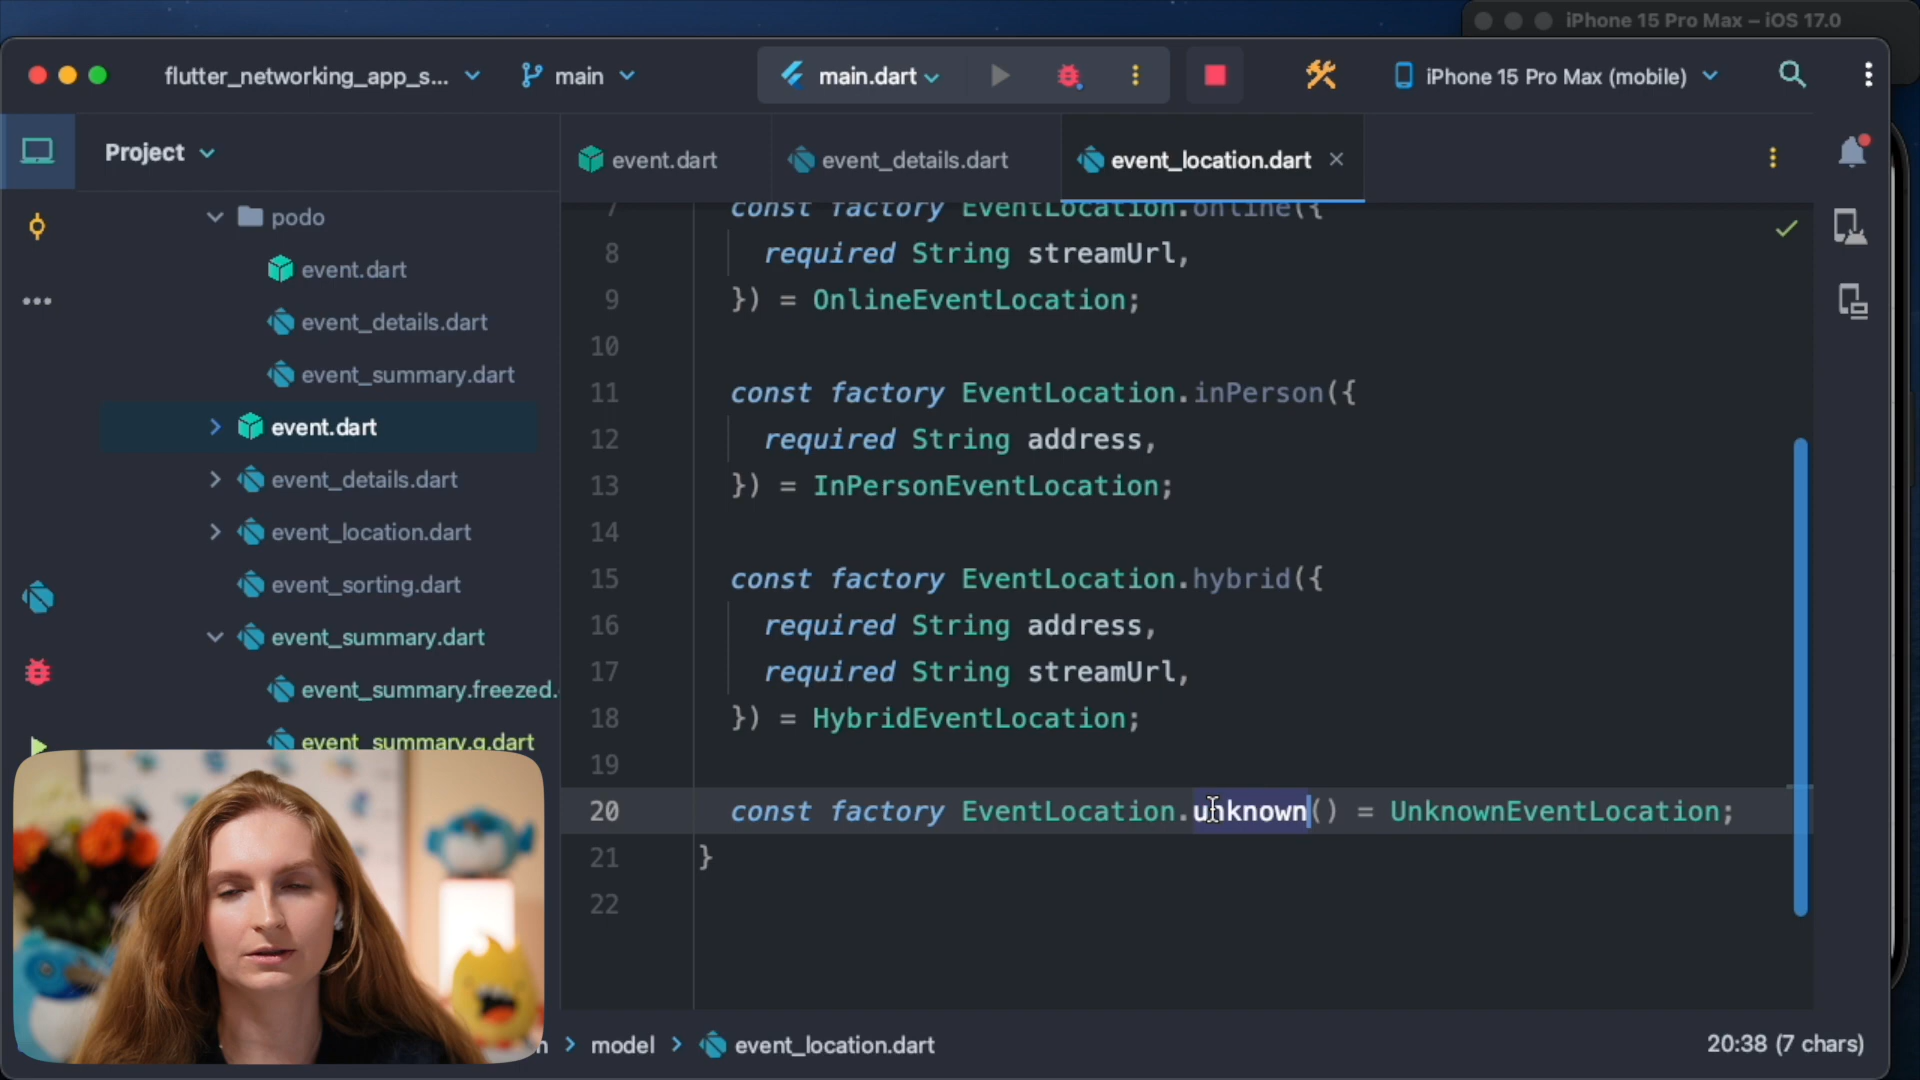 iPhone 15 Pro Max – iOS 17.0
flutter_networking_app_s...
main
main.dart
iPhone 15 Pro Max (mobile)
Project
event.dart
event_details.dart
event_location.dart
podo
event.dart
event_details.dart
event_summary.dart
event.dart
event_details.dart
event_location.dart
event_sorting.dart
event_summary.dart
event_summary.freezed.
event_summary.g.dart
7 const factory EventLocation.online({
8 required String streamUrl,
9 }) = OnlineEventLocation;
10
11 const factory EventLocation.inPerson({
12 required String address,
13 }) = InPersonEventLocation;
14
15 const factory EventLocation.hybrid({
16 required String address,
17 required String streamUrl,
18 }) = HybridEventLocation;
19
20 const factory EventLocation.unknown() = UnknownEventLocation;
21 }
22
n > model > event_location.dart
20:38 (7 chars)